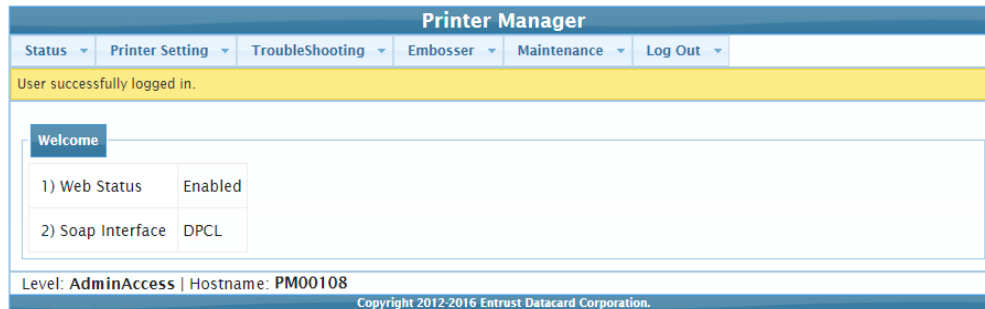 Printer Manager
Status Printer Setting TroubleShooting Embosser Maintenance Log Out
User successfully logged in.
Welcome
1) Web Status Enabled
2) Soap Interface DPCL
Level: AdminAccess | Hostname: PM00108
Copyright 2012-2016 Entrust Datacard Corporation.